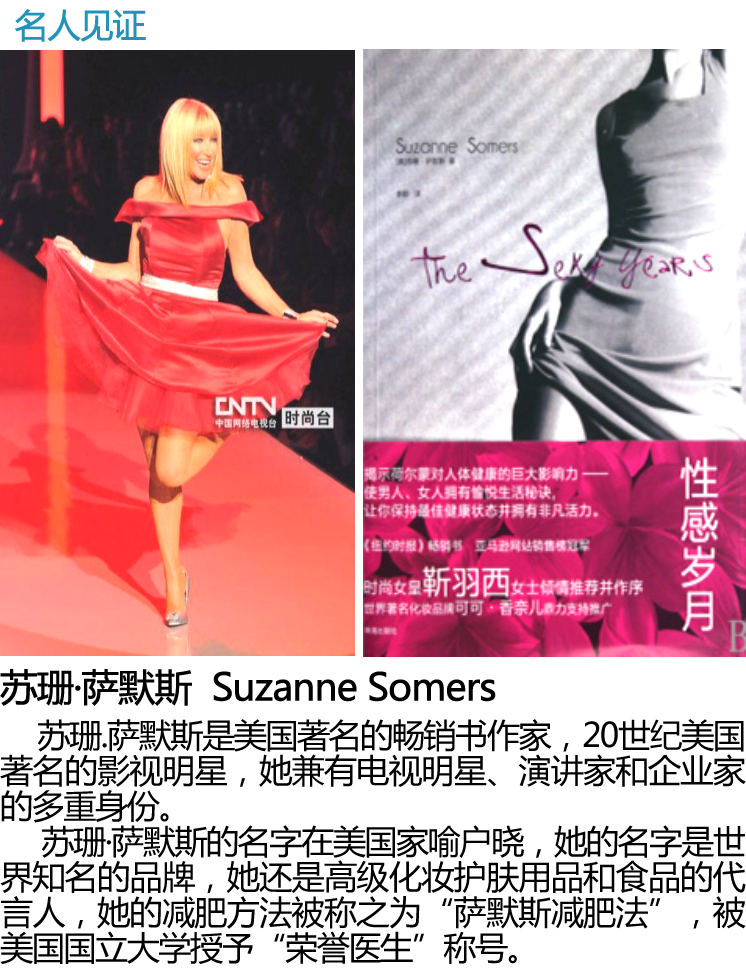 名人见证
CNTV
中国网络电视台 时尚台
Suzanne Somers
the Sexy Years
揭示荷尔蒙对人体健康的巨大影响力 ——
使男人、女人拥有愉悦生活秘诀,
让你保持最佳健康状态并拥有非凡活力。
《纽约时报》畅销书 亚马逊网站销售榜冠军
时尚女皇靳羽西女士倾情推荐并作序
世界著名化妆品牌可可·香奈儿鼎力支持推广
性感岁月
B
苏珊·萨默斯 Suzanne Somers
苏珊.萨默斯是美国著名的畅销书作家，20世纪美国
著名的影视明星，她兼有电视明星、演讲家和企业家
的多重身份。
苏珊·萨默斯的名字在美国家喻户晓，她的名字是世
界知名的品牌，她还是高级化妆护肤用品和食品的代
言人，她的减肥方法被称之为“萨默斯减肥法”，被
美国国立大学授予“荣誉医生”称号。